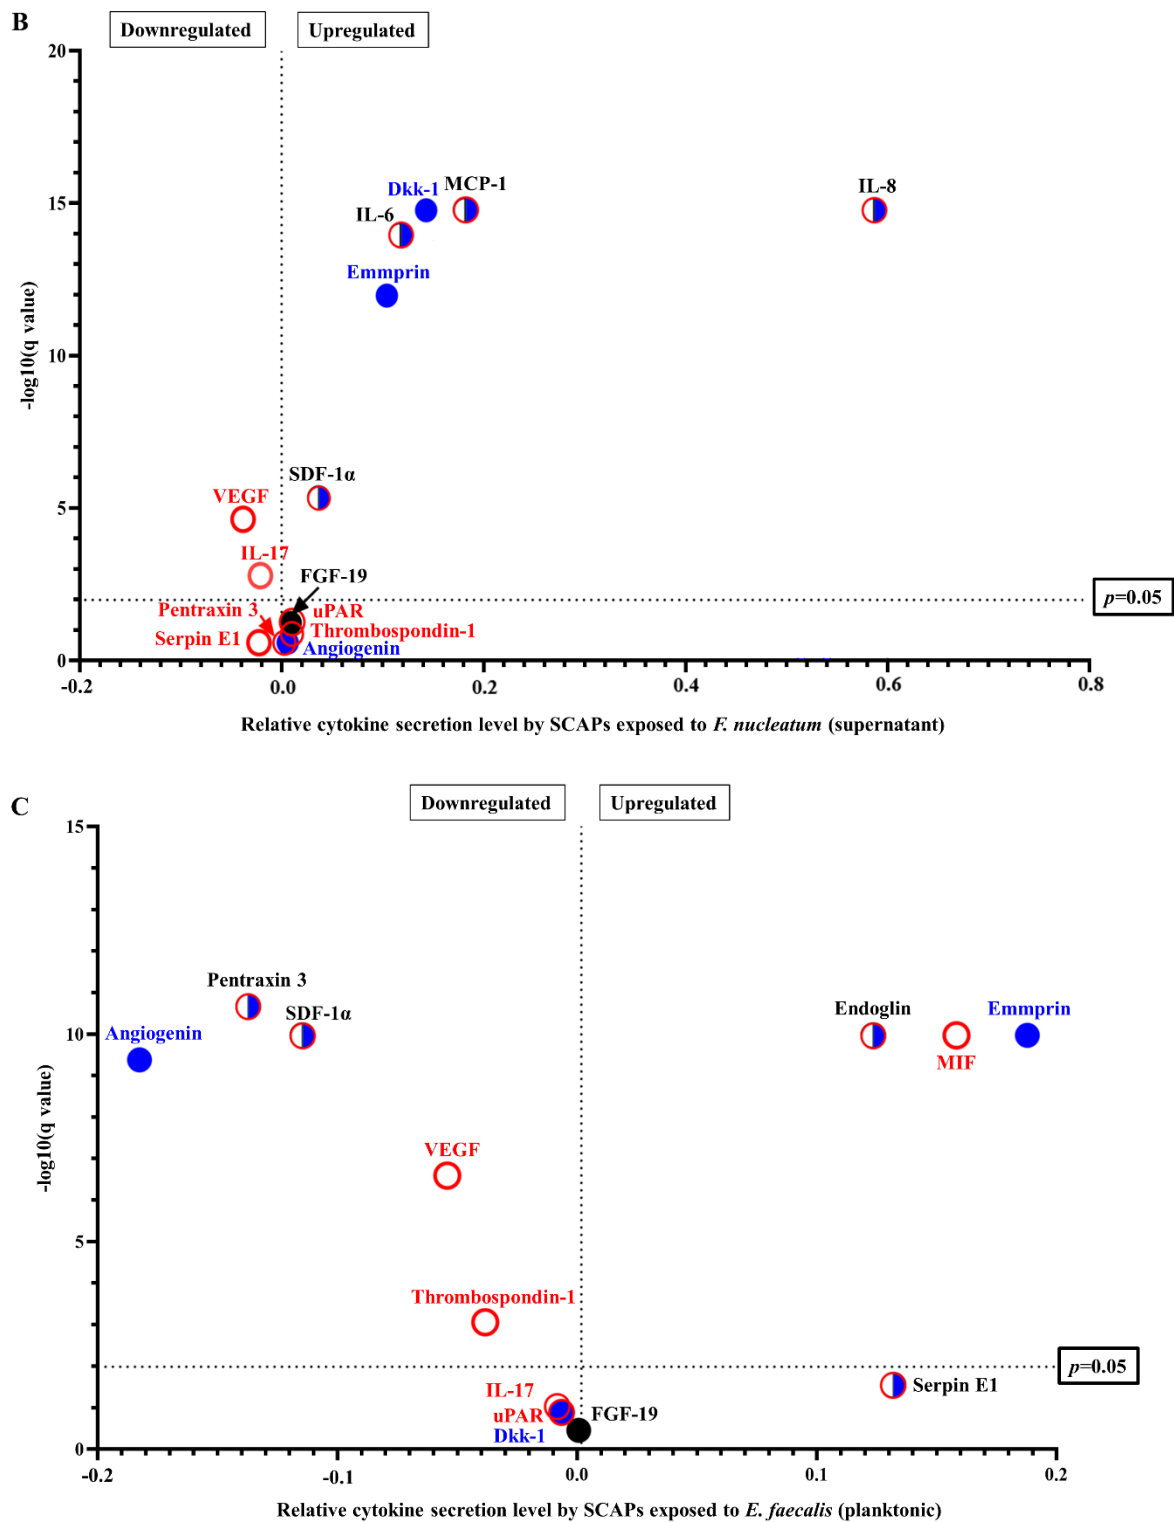 B
Downregulated
Upregulated
20
Dkk-1
MCP-1
IL-8
15
IL-6
Emmprin
10
-log10(q value)
SDF-1α
VEGF
5
IL-17
FGF-19
p=0.05
Pentraxin 3
uPAR
Thrombospondin-1
Serpin E1
Angiogenin
0
-0.2
0.0
0.2
0.4
0.6
0.8
Relative cytokine secretion level by SCAPs exposed to F. nucleatum (supernatant)
C
Downregulated
Upregulated
15
Pentraxin 3
SDF-1α
Angiogenin
Endoglin
Emmprin
10
MIF
-log10(q value)
VEGF
5
Thrombospondin-1
p=0.05
IL-17
Serpin E1
uPAR
FGF-19
Dkk-1
0
-0.2
-0.1
0.0
0.1
0.2
Relative cytokine secretion level by SCAPs exposed to E. faecalis (planktonic)